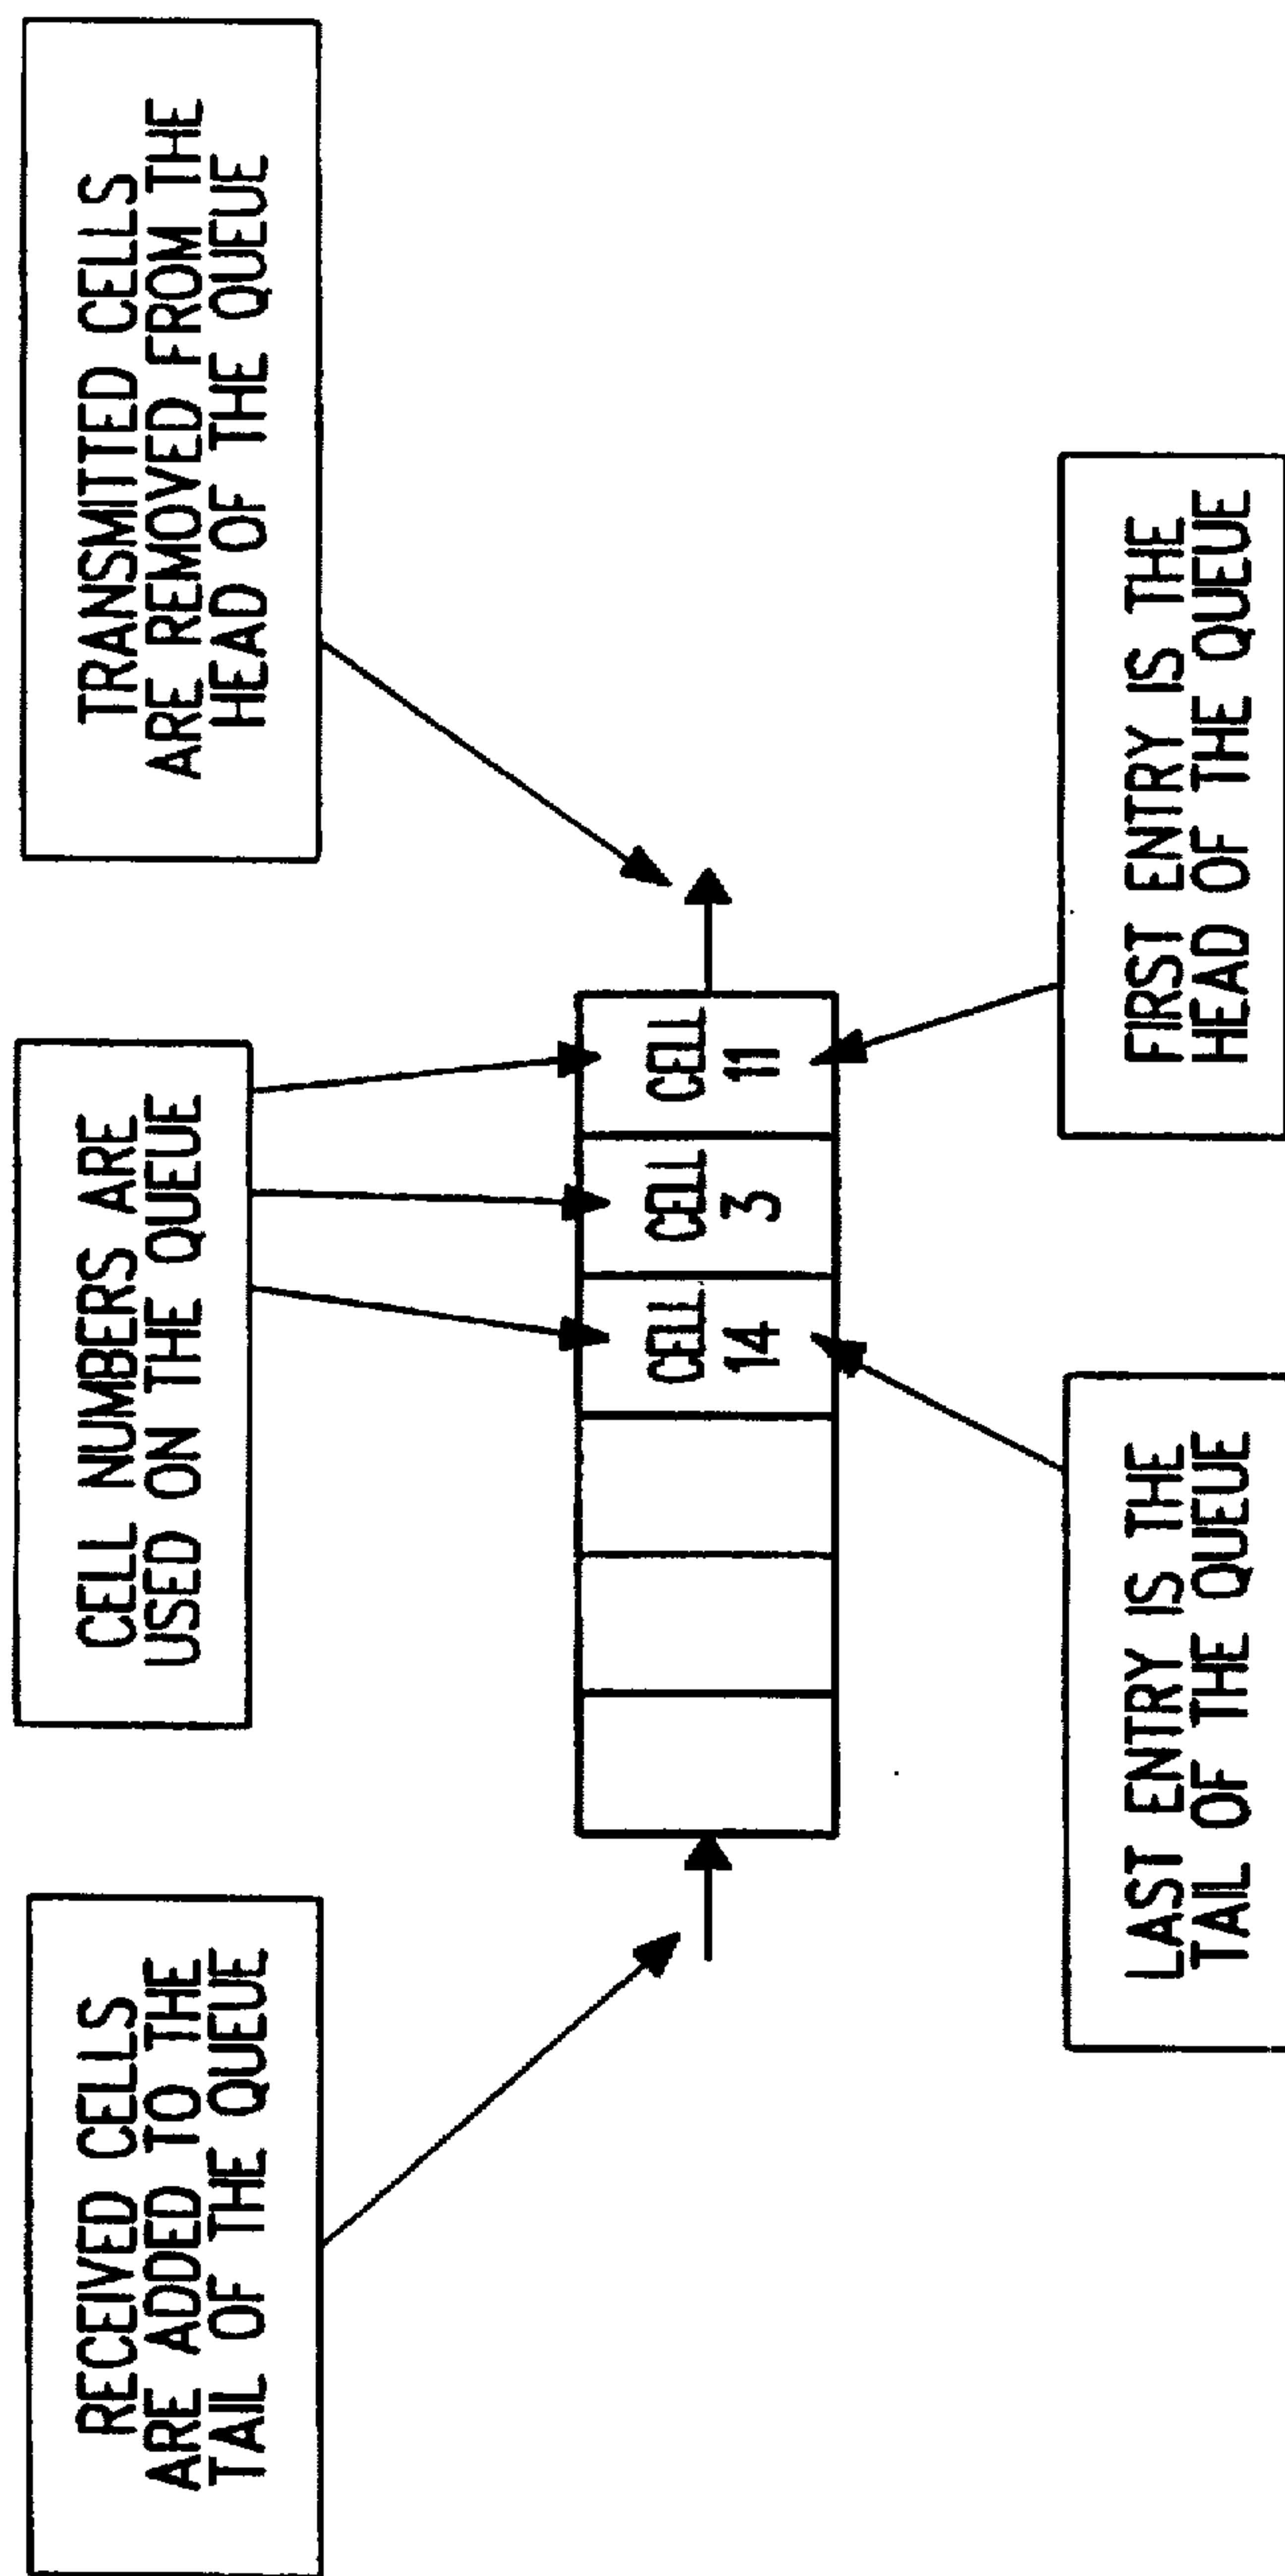 RECEIVED CELLS
ARE ADDED TO THE
TAIL OF THE QUEUE
CELL NUMBERS ARE
USED ON THE QUEUE
TRANSMITTED CELLS
ARE REMOVED FROM THE
HEAD OF THE QUEUE
CELL
14
CELL
3
CELL
11
LAST ENTRY IS THE
TAIL OF THE QUEUE
FIRST ENTRY IS THE
HEAD OF THE QUEUE